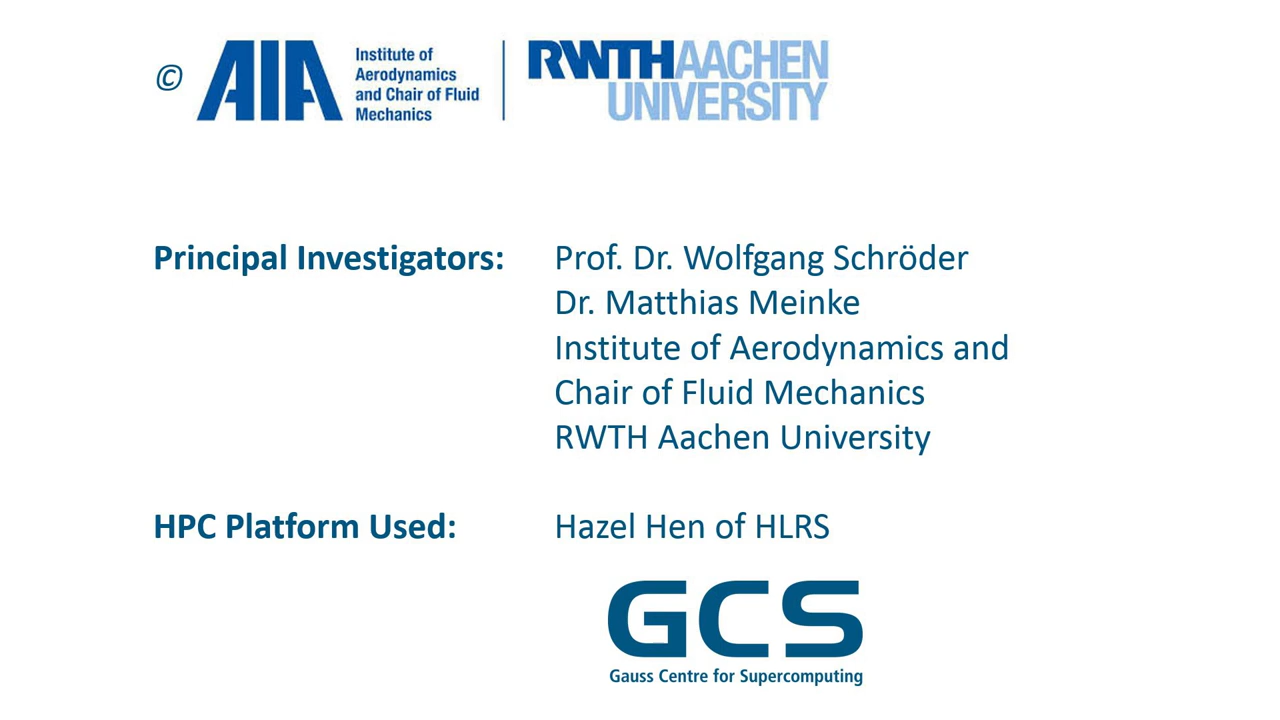 ©
AIA
Institute of
Aerodynamics
and Chair of Fluid
Mechanics
RWTHAACHEN
UNIVERSITY
Principal Investigators: Prof. Dr. Wolfgang Schröder
Dr. Matthias Meinke
Institute of Aerodynamics and
Chair of Fluid Mechanics
RWTH Aachen University
HPC Platform Used: Hazel Hen of HLRS
GCS
Gauss Centre for Supercomputing